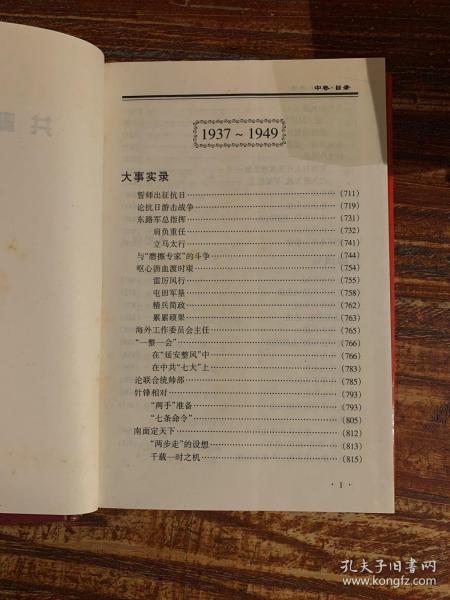 共
中卷·目录
1937～1949
大事实录
誓师出征抗日 (711)
论抗日游击战争 (719)
东路军总指挥 (731)
肩负重任 (732)
立马太行 (741)
与“磨擦专家”的斗争 (744)
呕心沥血渡时艰 (754)
雷厉风行 (755)
屯田军垦 (758)
精兵简政 (762)
累累硕果 (763)
海外工作委员会主任 (765)
“一整一会” (766)
在“延安整风”中 (766)
在中共“七大”上 (783)
论联合统帅部 (785)
针锋相对 (793)
“两手”准备 (793)
“七条命令” (805)
南面定天下 (812)
“两步走”的设想 (813)
千载一时之机 (815)
· 1 ·
孔夫子旧书网
www.kongfz.com